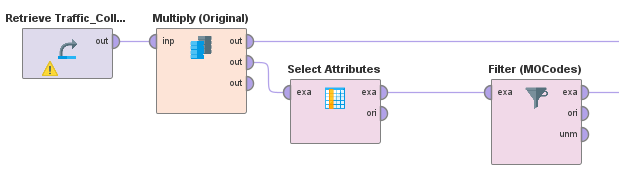 Retrieve Traffic_Coll...
Multiply (Original)
out
inp
out
out
out
Select Attributes
exa
exa
ori
Filter (MOCodes)
exa
exa
ori
unm